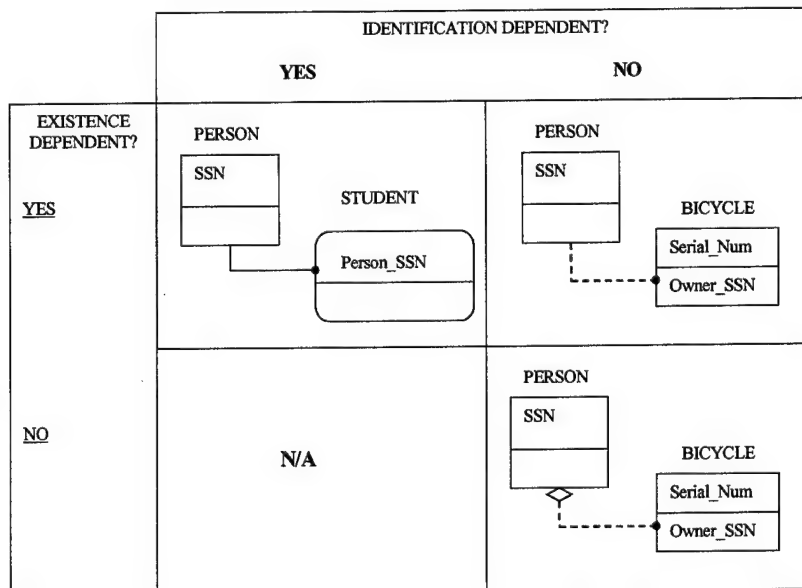 IDENTIFICATION DEPENDENT?
YES
NO
EXISTENCE
DEPENDENT?
YES
PERSON
SSN
STUDENT
Person_SSN
PERSON
SSN
BICYCLE
Serial_Num
Owner_SSN
NO
N/A
PERSON
SSN
BICYCLE
Serial_Num
Owner_SSN